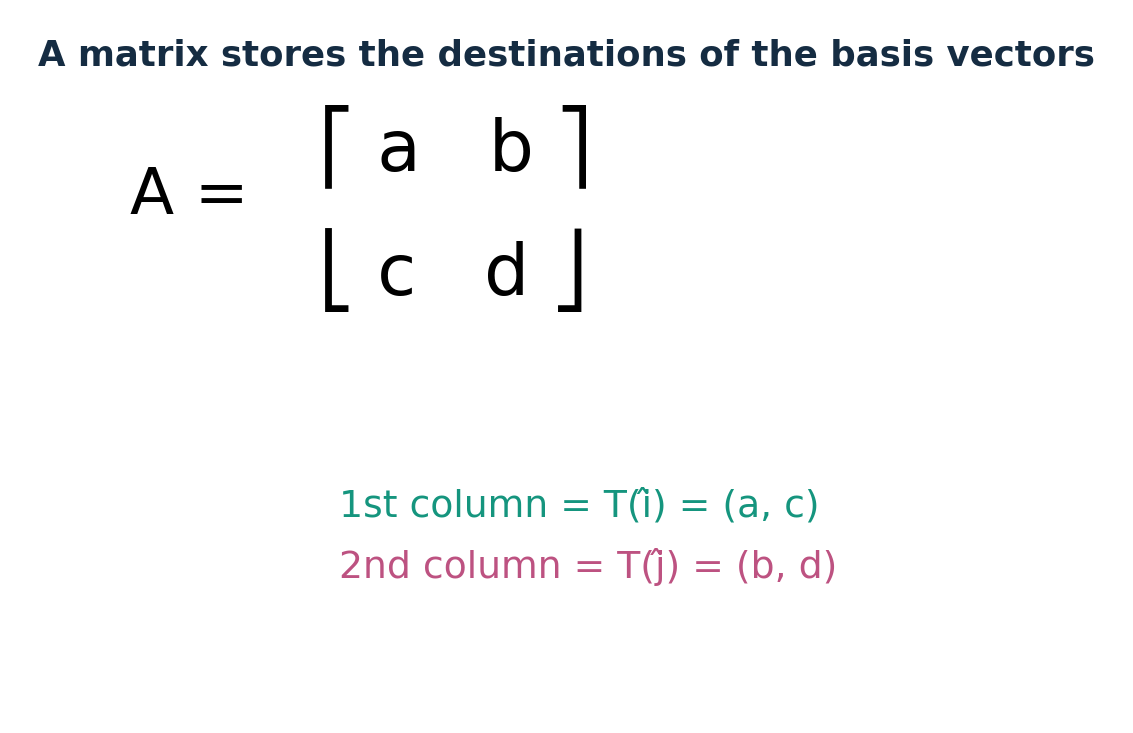 A matrix stores the destinations of the basis vectors
⎡ a b ⎤
A =
⎣ c d ⎦
1st column = T(î) = (a, c)
2nd column = T(ĵ) = (b, d)